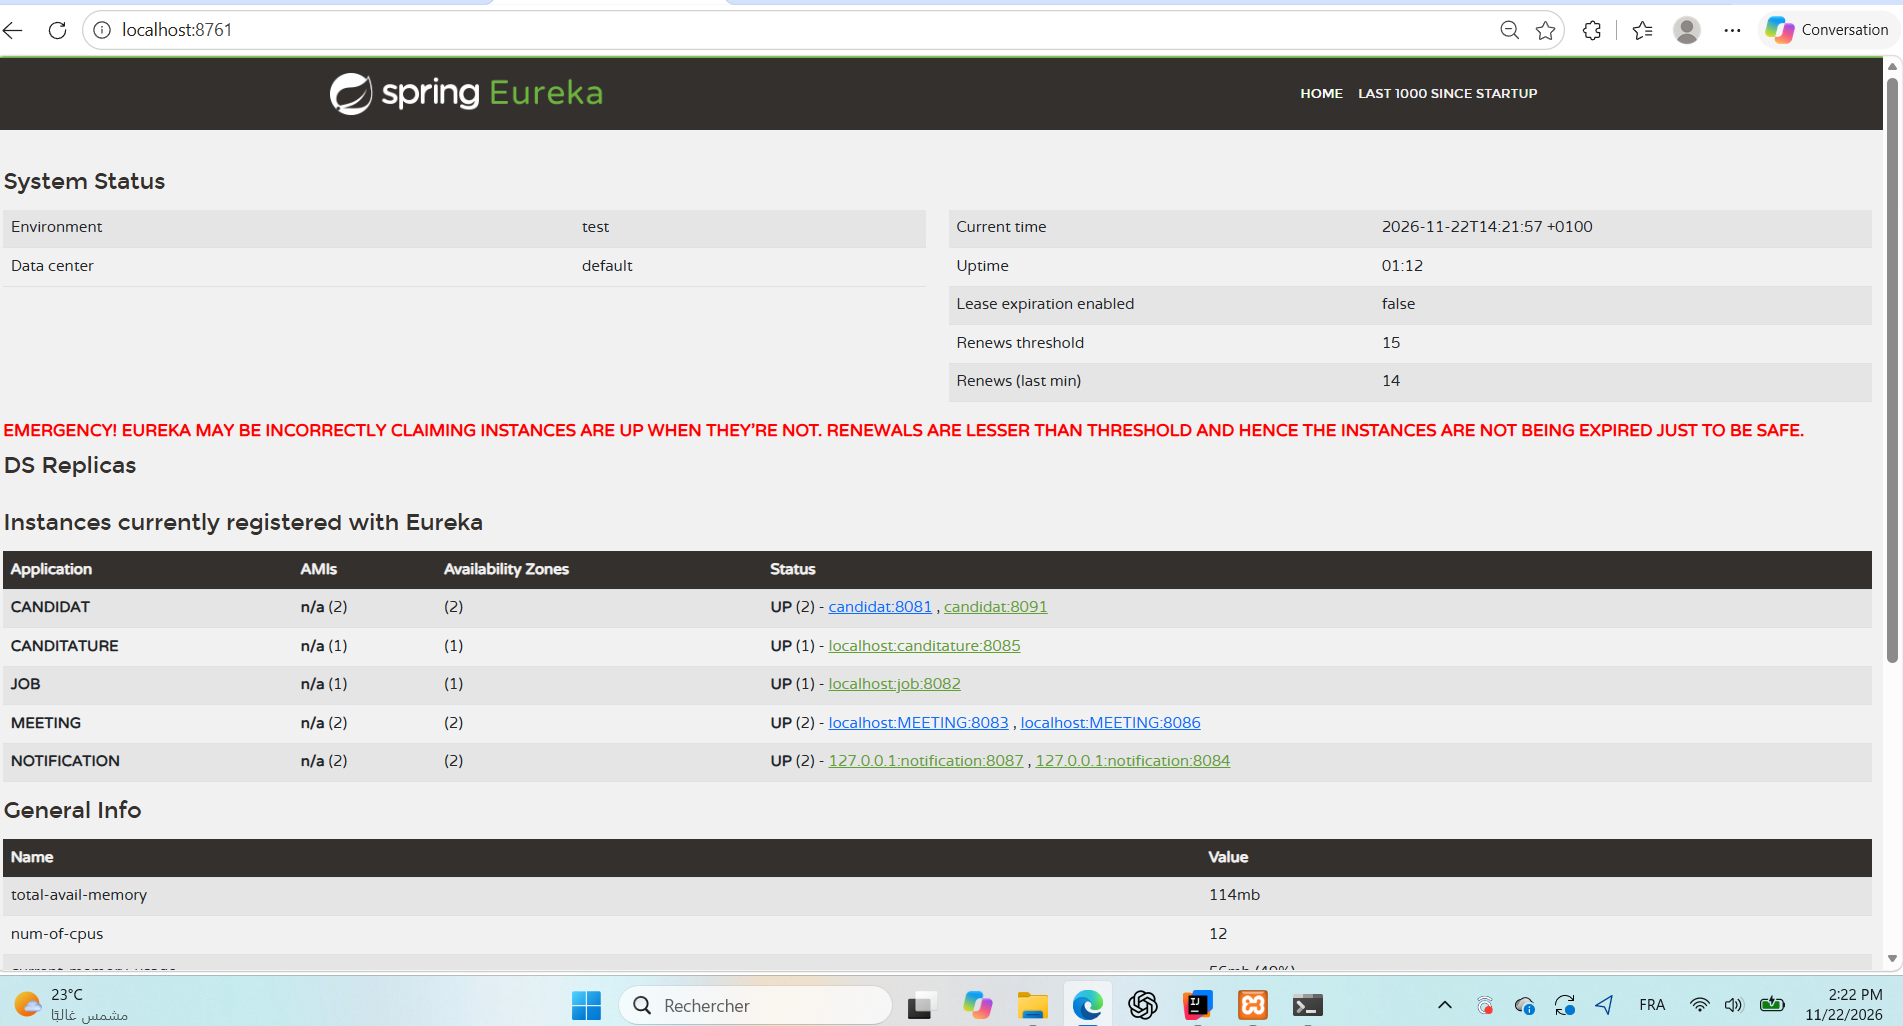 localhost:8761
Conversation
spring Eureka
HOME LAST 1000 SINCE STARTUP
System Status
Environment test
Data center default
Current time 2026-11-22T14:21:57 +0100
Uptime 01:12
Lease expiration enabled false
Renews threshold 15
Renews (last min) 14
EMERGENCY! EUREKA MAY BE INCORRECTLY CLAIMING INSTANCES ARE UP WHEN THEY'RE NOT. RENEWALS ARE LESSER THAN THRESHOLD AND HENCE THE INSTANCES ARE NOT BEING EXPIRED JUST TO BE SAFE.
DS Replicas
Instances currently registered with Eureka
Application AMIs Availability Zones Status
CANDIDAT n/a (2) (2) UP (2) - candidat:8081 , candidat:8091
CANDITATURE n/a (1) (1) UP (1) - localhost:canditature:8085
JOB n/a (1) (1) UP (1) - localhost:job:8082
MEETING n/a (2) (2) UP (2) - localhost:MEETING:8083 , localhost:MEETING:8086
NOTIFICATION n/a (2) (2) UP (2) - 127.0.0.1:notification:8087 , 127.0.0.1:notification:8084
General Info
Name Value
total-avail-memory 114mb
num-of-cpus 12
current-memory-usage 56mb (49%)
23°C
مشمس غالبًا
Rechercher
FRA
2:22 PM
11/22/2026